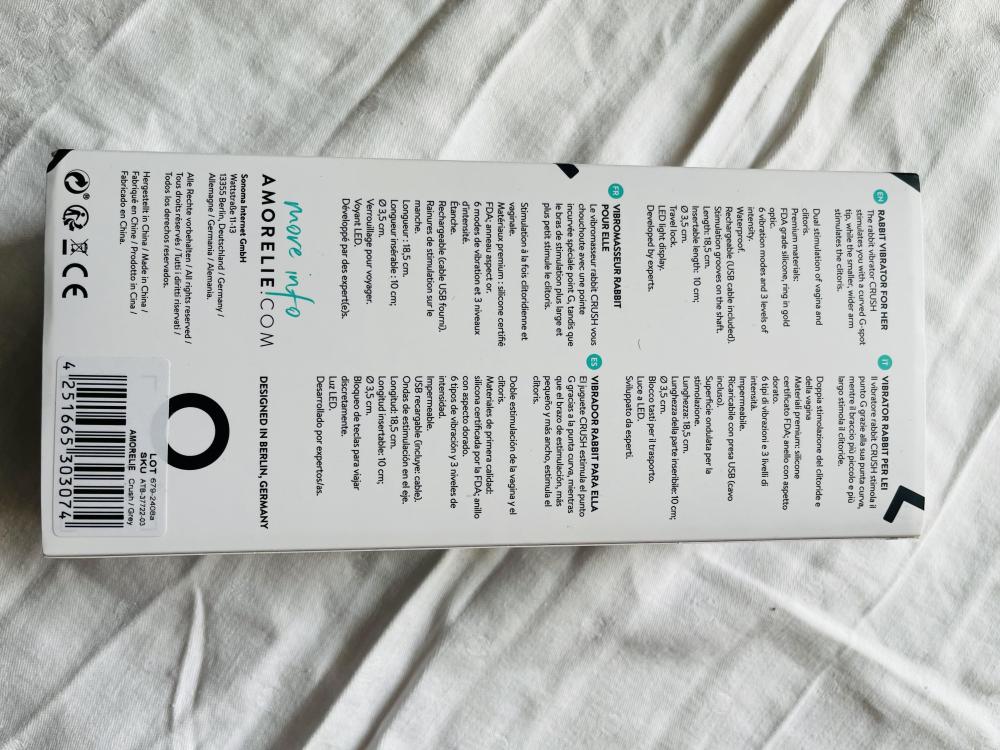 EN RABBIT VIBRATOR FOR HER
The rabbit vibrator CRUSH
stimulates you with a curved G-spot
tip, while the smaller, wider arm
stimulates the clitoris.
Dual stimulation of vagina and
clitoris.
Premium materials:
FDA grade silicone, ring in gold
optic.
6 vibration modes and 3 levels of
intensity.
Waterproof.
Rechargeable (USB cable included).
Stimulation grooves on the shaft.
Length: 18,5 cm.
Insertable length: 10 cm;
Ø 3,5 cm.
Travel lock.
LED light display.
Developed by experts.
FR VIBROMASSEUR RABBIT
POUR ELLE
Le vibromasseur rabbit CRUSH vous
chouchoute avec une pointe
incurvée spéciale point G, tandis que
le bras de stimulation plus large et
plus petit stimule le clitoris.
Stimulation à la fois clitoridienne et
vaginale.
Matériaux premium : silicone certifié
FDA; anneau aspect or.
6 modes de vibration et 3 niveaux
d'intensité.
Étanche.
Rechargeable (cable USB fourni).
Rainures de stimulation sur le
manche.
Longueur : 18,5 cm.
Longueur insérable : 10 cm;
Ø 3,5 cm.
Verrouillage pour voyager.
Voyant LED.
Développé par des expert(e)s.
IT VIBRATOR RABBIT PER LEI
Il vibratore rabbit CRUSH stimola il
punto G grazie alla sua punta curva,
mentre il braccio più piccolo e più
largo stimola il clitoride.
Doppia stimolazione del clitoride e
della vagina
Materiali premium: silicone
certificato FDA; anello con aspetto
dorato.
6 tipi di vibrazioni e 3 livelli di
intensità.
Impermeabile.
Ricaricabile con presa USB (cavo
incluso).
Superficie ondulata per la
stimolazione.
Lunghezza: 18,5 cm.
Lunghezza della parte inseribile: 10 cm;
Ø 3,5 cm.
Blocco tasti per il trasporto.
Luce a LED.
Sviluppato da esperti.
ES VIBRADOR RABBIT PARA ELLA
El juguete CRUSH estimula el punto
G gracias a la punta curva, mientras
que el brazo de estimulación, más
pequeño y más ancho, estimula el
clítoris.
Doble estimulación de la vagina y el
clítoris.
Materiales de primera calidad:
silicona certificada por la FDA; anillo
con aspecto dorado.
6 tipos de vibración y 3 niveles de
intensidad.
Impermeable.
USB recargable (incluye: cable).
Ondas de estimulación en el eje.
Longitud: 18,5 cm.
Longitud insertable: 10 cm;
Ø 3,5 cm.
Bloqueo de teclas para viajar
discretamente.
Luz LED.
Desarrollado por expertos/as.
more info
AMORELIE.COM
DESIGNED IN BERLIN, GERMANY
Sonoma Internet GmbH
Wattstraße 11-13
13355 Berlin, Deutschland / Germany /
Allemagne / Germania / Alemania.
Alle Rechte vorbehalten / All rights reserved /
Tous droits réservés / Tutti i diritti riservati /
Todos los derechos reservados.
Hergestellt in China / Made in China /
Fabriqué en Chine / Prodotto in Cina /
Fabricado en China.
CE
LOT 679-2408a
SKU ATB-37722-03
AMORELIE Crush / Grey
4 251665 303074